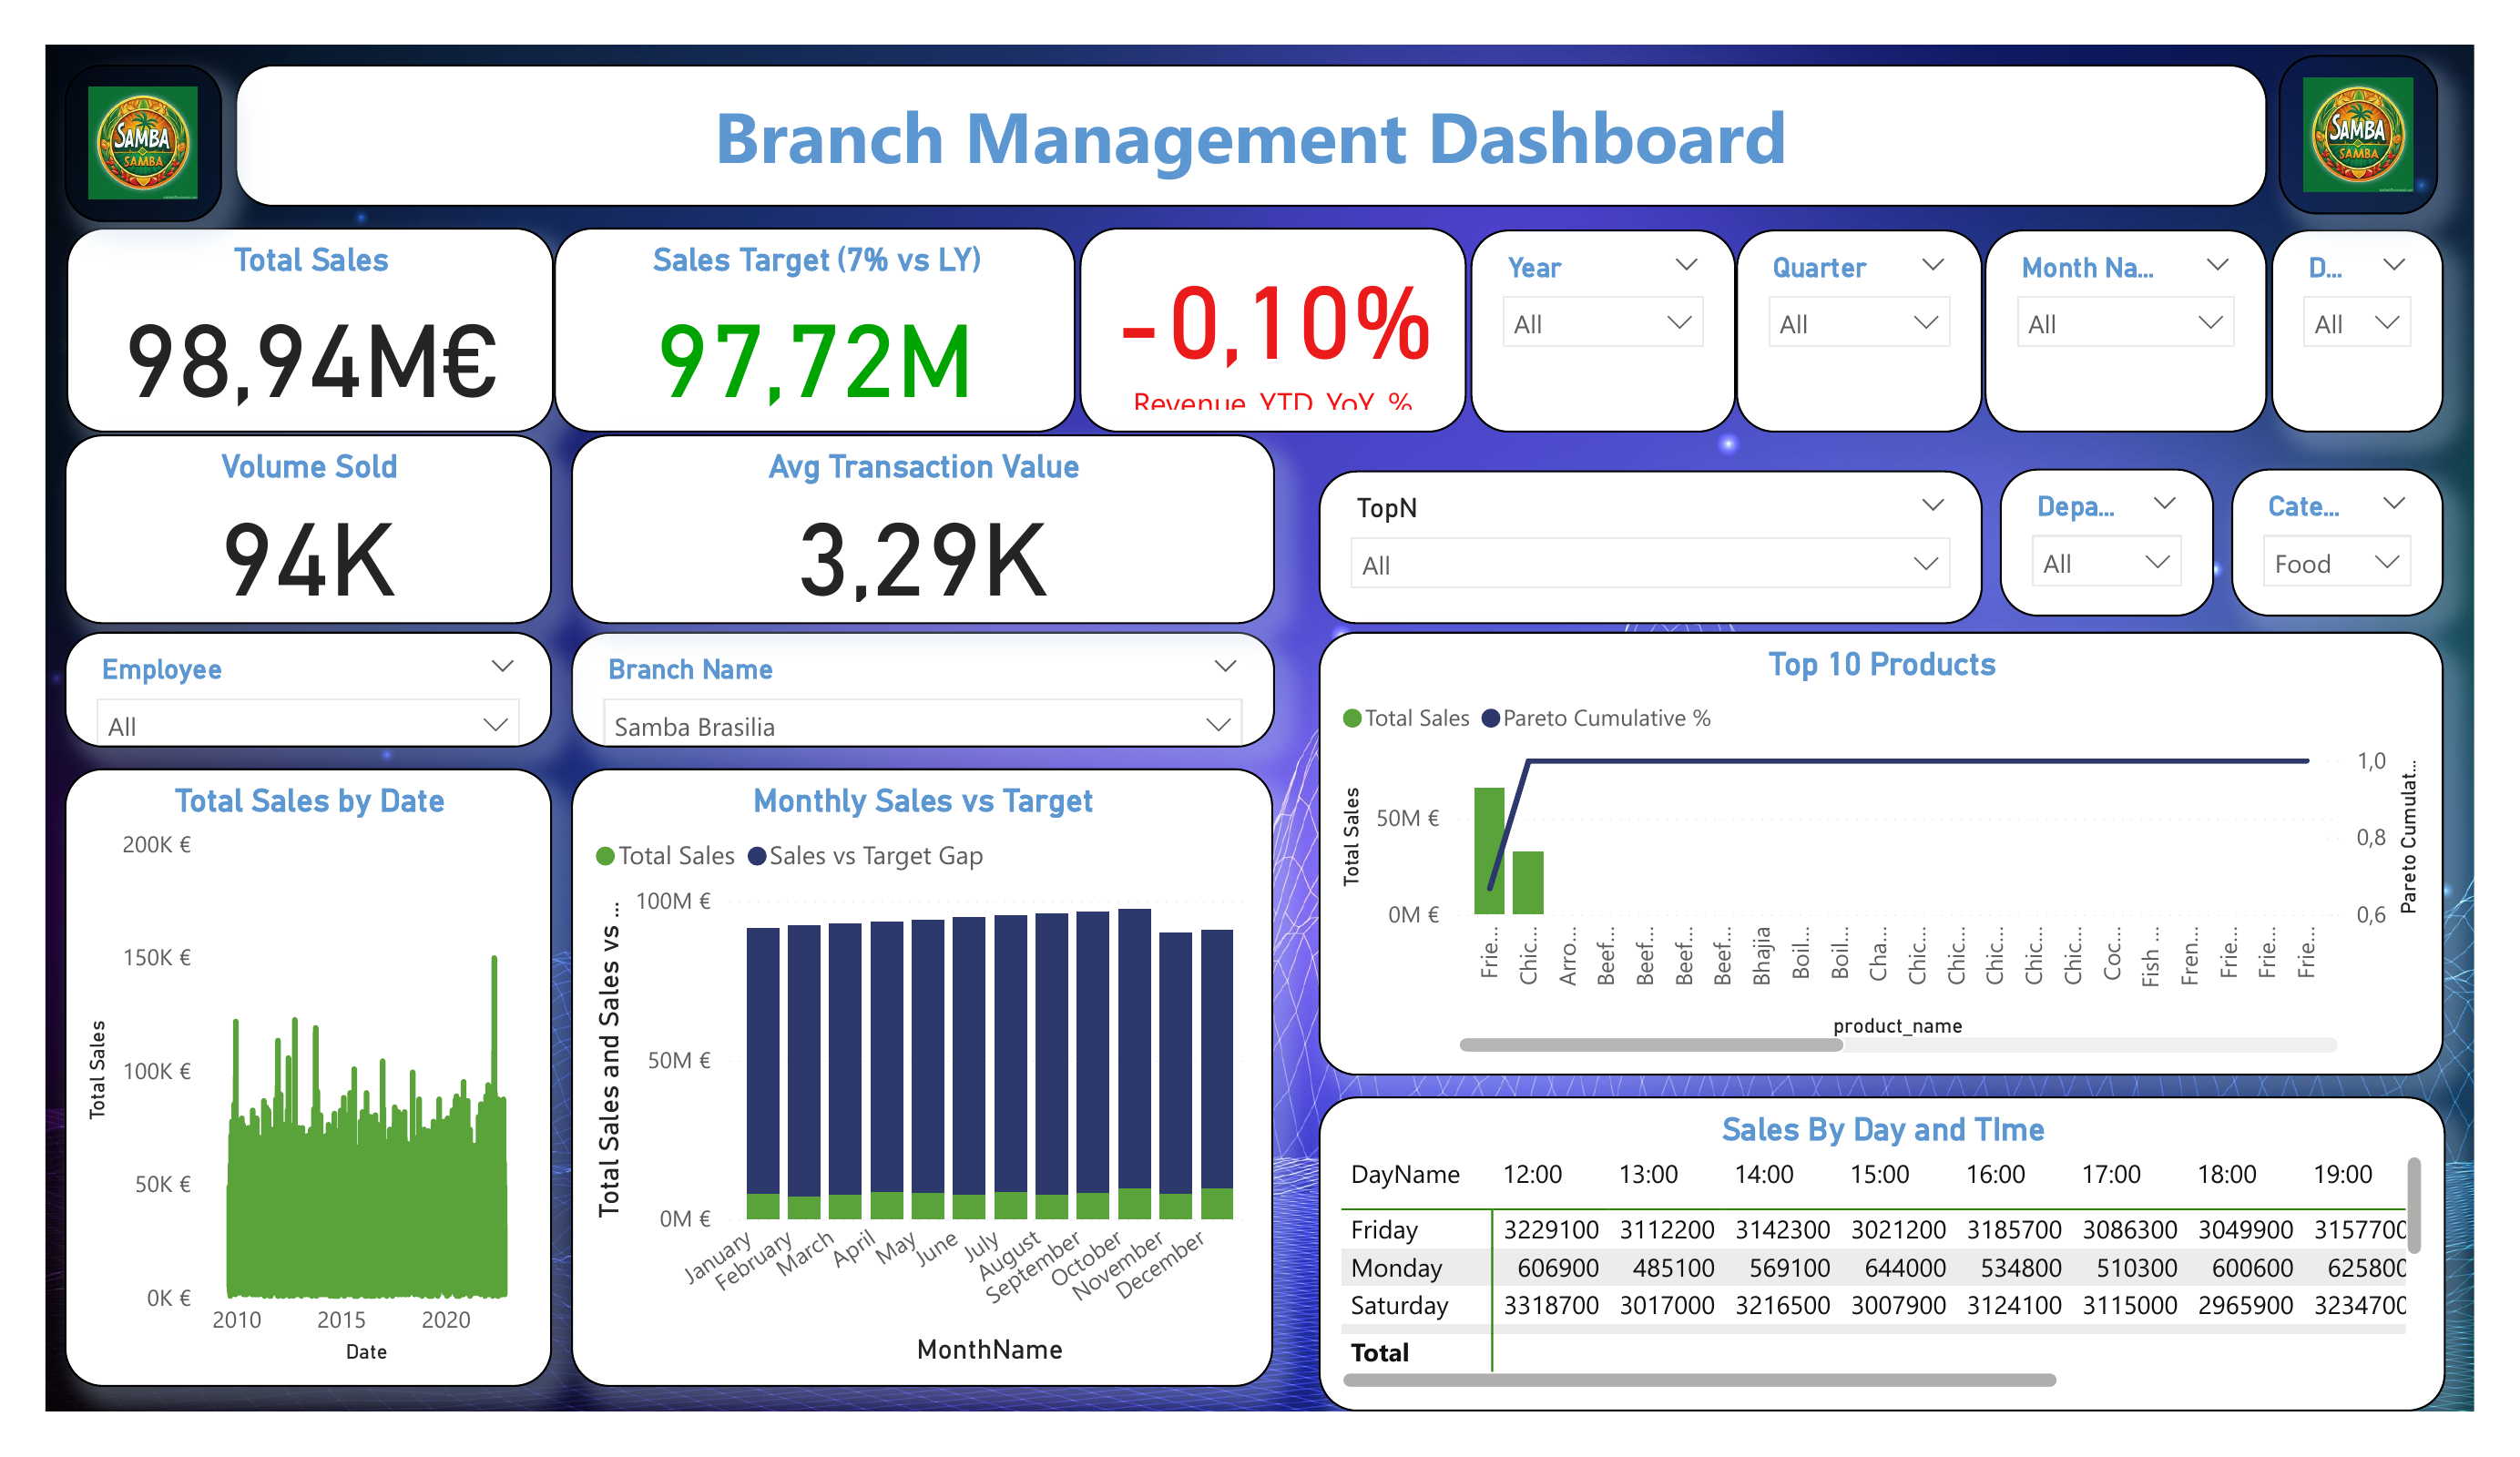 SAMBA
SAMBA
Branch Management Dashboard
SAMBA
SAMBA
Total Sales
98,94M€
Sales Target (7% vs LY)
97,72M
-0,10%
Revenue YTD YoY %
Year
All
Quarter
All
Month Na...
All
D...
All
Volume Sold
94K
Avg Transaction Value
3,29K
TopN
All
Depa...
All
Cate...
Food
Employee
All
Branch Name
Samba Brasilia
Total Sales by Date
200K €
150K €
100K €
50K €
0K €
Total Sales
2010 2015 2020
Date
Monthly Sales vs Target
Total Sales Sales vs Target Gap
100M €
50M €
0M €
Total Sales and Sales vs ...
January February March April May June July August September October November December
MonthName
Top 10 Products
Total Sales Pareto Cumulative %
50M €
0M €
Total Sales
1,0
0,8
0,6
Pareto Cumulat...
Frie... Chic... Arro... Beef... Beef... Beef... Beef... Bhajia Boil... Boil... Cha... Chic... Chic... Chic... Chic... Chic... Coc... Fish ... Fren... Frie... Frie... Frie...
product_name
Sales By Day and TIme
DayName 12:00 13:00 14:00 15:00 16:00 17:00 18:00 19:00
Friday 3229100 3112200 3142300 3021200 3185700 3086300 3049900 3157700
Monday 606900 485100 569100 644000 534800 510300 600600 625800
Saturday 3318700 3017000 3216500 3007900 3124100 3115000 2965900 3234700
Total